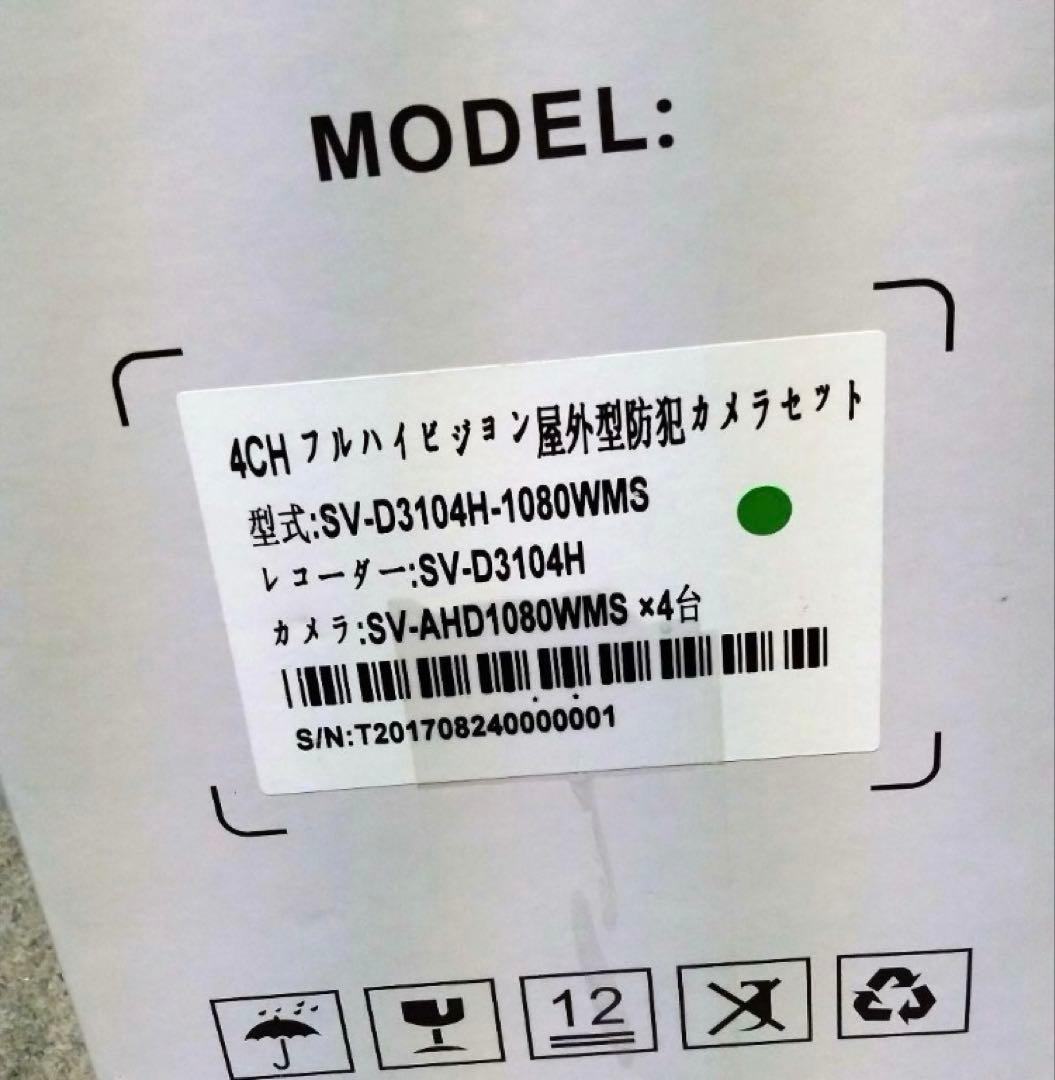 MODEL:
4CH フルハイビジョン屋外型防犯カメラセット
型式:SV-D3104H-1080WMS
レコーダー:SV-D3104H
カメラ:SV-AHD1080WMS ×4台
S/N:T201708240000001
12